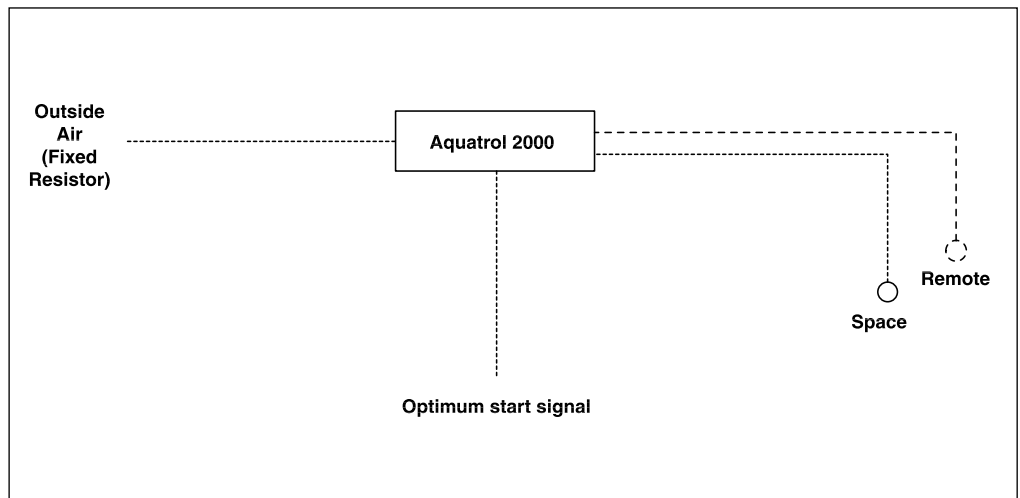 Outside
Air
(Fixed
Resistor)
Aquatrol 2000
Remote
Space
Optimum start signal